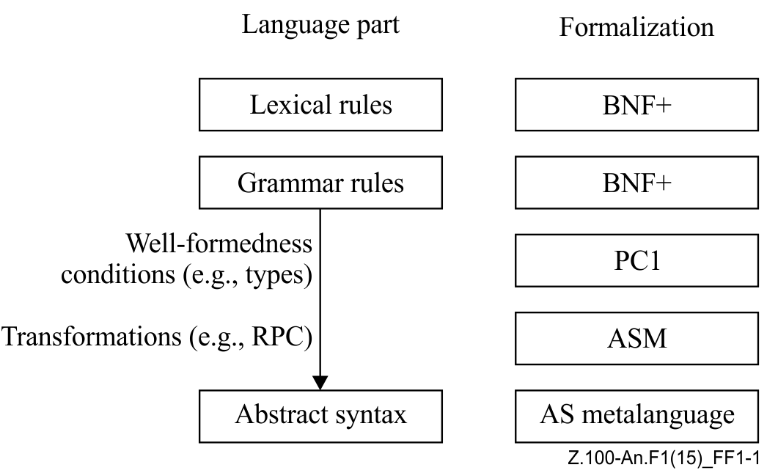 Language part
Formalization
Lexical rules
BNF+
Grammar rules
BNF+
Well-formedness
conditions (e.g., types)
PC1
Transformations (e.g., RPC)
ASM
Abstract syntax
AS metalanguage
Z.100-An.F1(15)_FF1-1